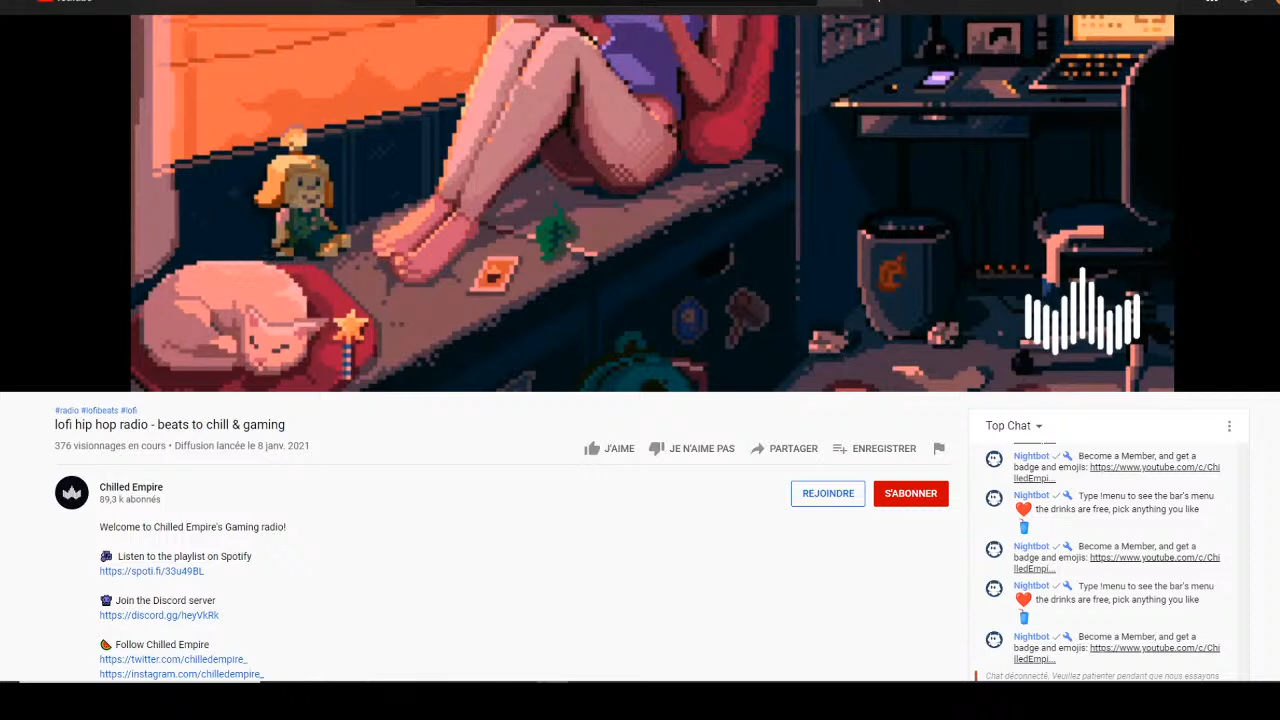 #radio #lofibeats #lofi
lofi hip hop radio - beats to chill & gaming
376 visionnages en cours • Diffusion lancée le 8 janv. 2021
J'AIME
JE N'AIME PAS
PARTAGER
ENREGISTRER
Chilled Empire
89,3 k abonnés
REJOINDRE
S'ABONNER
Welcome to Chilled Empire's Gaming radio!
Listen to the playlist on Spotify
https://spoti.fi/33u49BL
Join the Discord server
https://discord.gg/heyVkRk
Follow Chilled Empire
https://twitter.com/chilledempire_
https://instagram.com/chilledempire_
Top Chat
Nightbot Become a Member, and get a
badge and emojis: https://www.youtube.com/c/Chi
lledEmpi...
Nightbot Type !menu to see the bar's menu
❤️ the drinks are free, pick anything you like
Nightbot Become a Member, and get a
badge and emojis: https://www.youtube.com/c/Chi
lledEmpi...
Nightbot Type !menu to see the bar's menu
❤️ the drinks are free, pick anything you like
Nightbot Become a Member, and get a
badge and emojis: https://www.youtube.com/c/Chi
lledEmpi...
Chat déconnecté. Veuillez patienter pendant que nous essayons